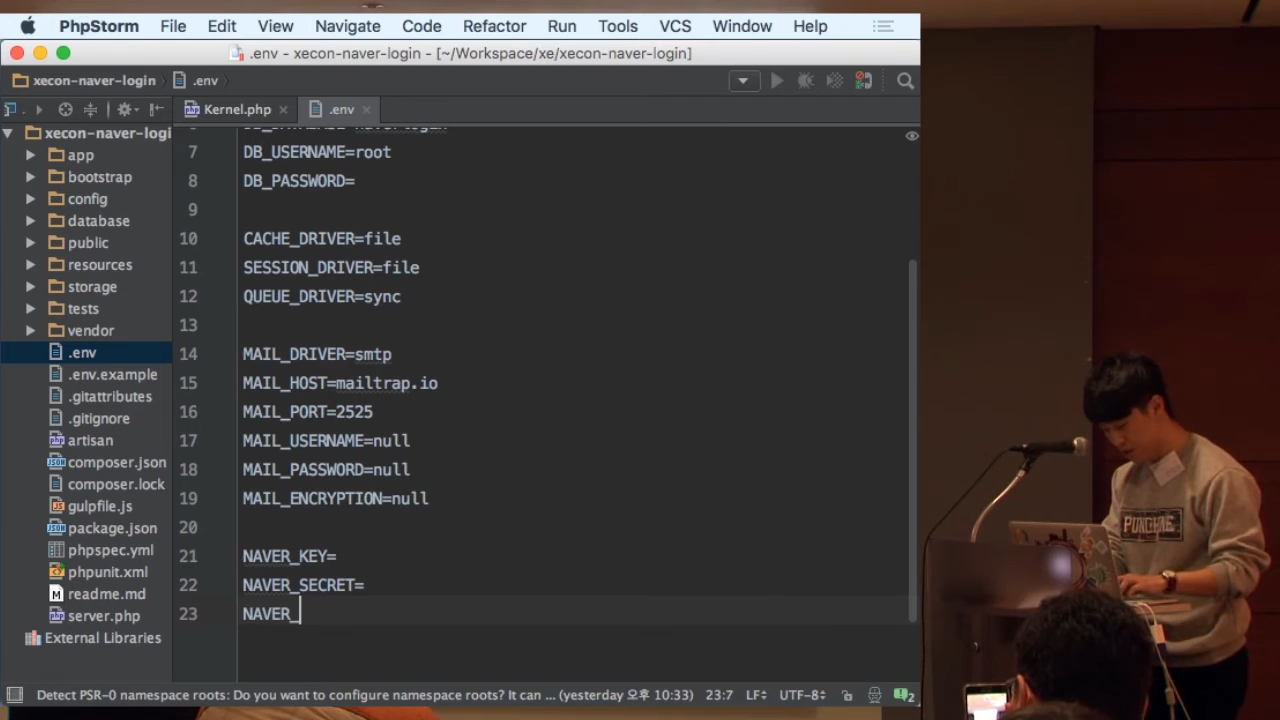 PhpStorm File Edit View Navigate Code Refactor Run Tools VCS Window Help
.env - xecon-naver-login - [~/Workspace/xe/xecon-naver-login]
xecon-naver-login .env
Kernel.php .env
xecon-naver-logi
app
bootstrap
config
database
public
resources
storage
tests
vendor
.env
.env.example
.gitattributes
.gitignore
artisan
composer.json
composer.lock
gulpfile.js
package.json
phpspec.yml
phpunit.xml
readme.md
server.php
External Libraries
7 DB_USERNAME=root
8 DB_PASSWORD=
9
10 CACHE_DRIVER=file
11 SESSION_DRIVER=file
12 QUEUE_DRIVER=sync
13
14 MAIL_DRIVER=smtp
15 MAIL_HOST=mailtrap.io
16 MAIL_PORT=2525
17 MAIL_USERNAME=null
18 MAIL_PASSWORD=null
19 MAIL_ENCRYPTION=null
20
21 NAVER_KEY=
22 NAVER_SECRET=
23 NAVER_
Detect PSR-0 namespace roots: Do you want to configure namespace roots? It can ... (yesterday 오후 10:33) 23:7 LF UTF-8 2